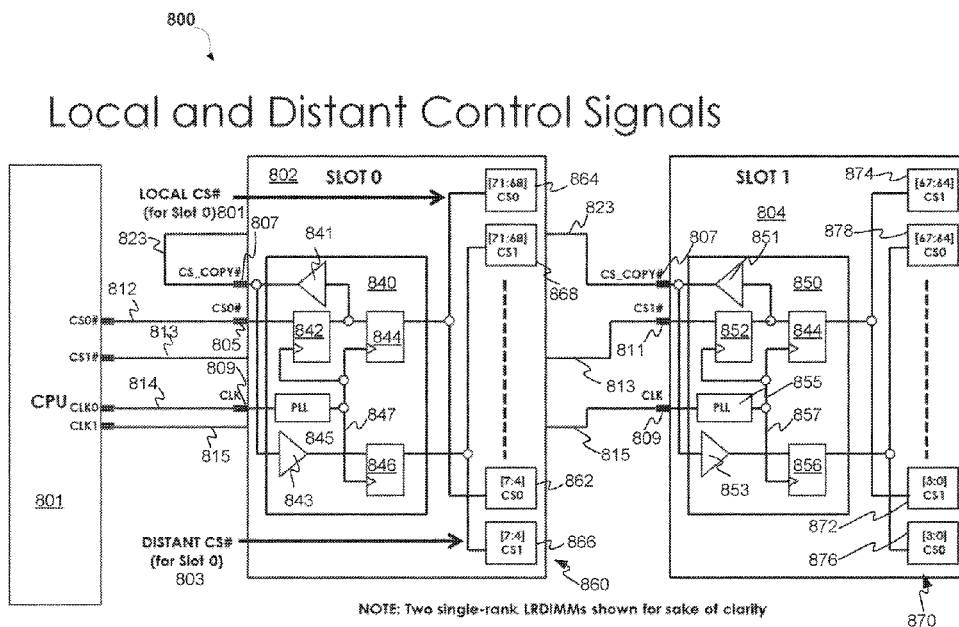 800
Local and Distant Control Signals
802
SLOT 0
LOCAL CS#
(for Slot 0)801
[71:68]
CS0
864
823
807
841
840
CS_COPY#
[71:68]
CS1
868
823
CS_COPY#
807
SLOT 1
804
851
850
874
[67:64]
CS1
878
[67:64]
CS0
812
CS0#
CS0#
842
844
805
813
CS1#
CS1#
852
844
811
813
809
814
CPU
CLK0
CLK
PLL
847
CLK
PLL
855
857
809
CLK1
815
845
843
846
815
853
856
801
[7:4]
CS0
862
[3:0]
CS1
872
DISTANT CS#
(for Slot 0)
803
[7:4]
CS1
866
860
[3:0]
CS0
876
870
NOTE: Two single-rank LRDIMMs shown for sake of clarity